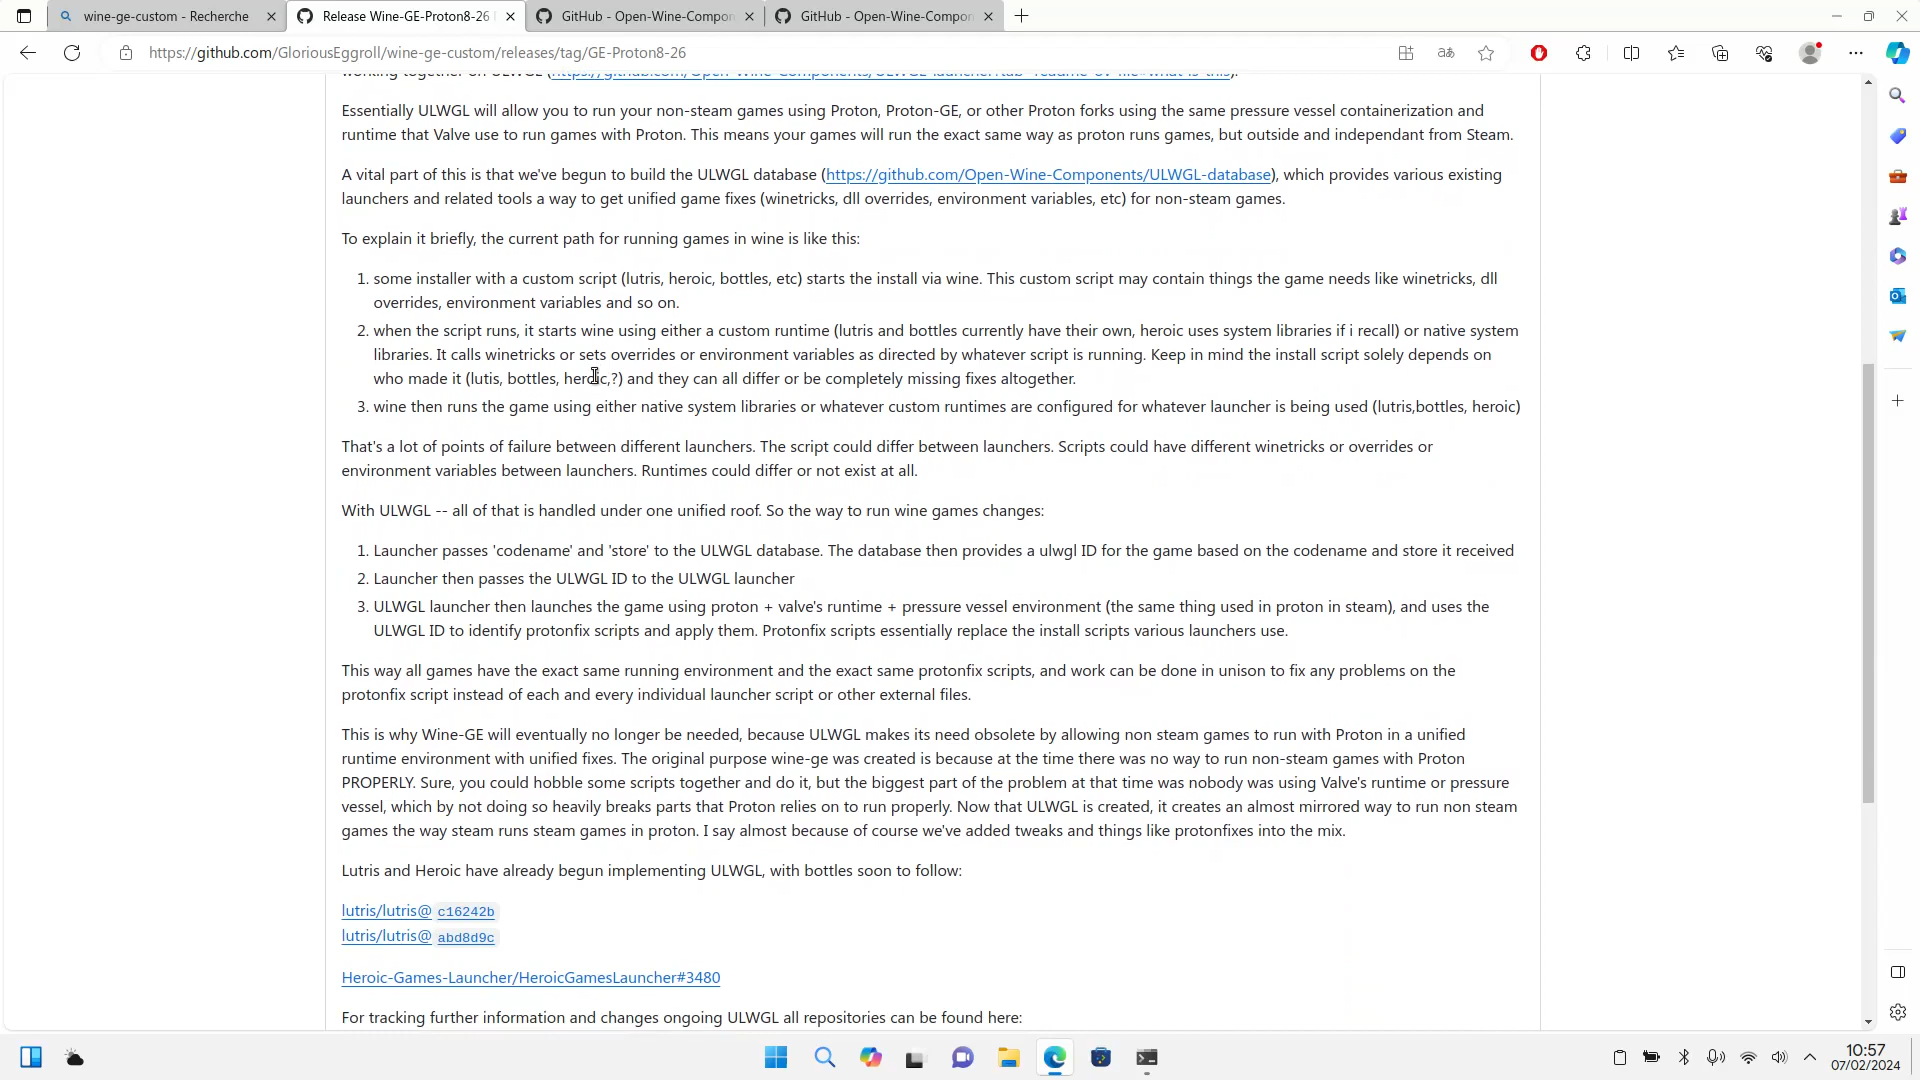 wine-ge-custom - Recherche
Release Wine-GE-Proton8-26
GitHub - Open-Wine-Compon
GitHub - Open-Wine-Compon
https://github.com/GloriousEggroll/wine-ge-custom/releases/tag/GE-Proton8-26
working together on ULWGL (https://github.com/Open-Wine-Components/ULWGL-launcher?tab=readme-ov-file#what-is-this).
Essentially ULWGL will allow you to run your non-steam games using Proton, Proton-GE, or other Proton forks using the same pressure vessel containerization and
runtime that Valve use to run games with Proton. This means your games will run the exact same way as proton runs games, but outside and independant from Steam.
A vital part of this is that we've begun to build the ULWGL database (https://github.com/Open-Wine-Components/ULWGL-database), which provides various existing
launchers and related tools a way to get unified game fixes (winetricks, dll overrides, environment variables, etc) for non-steam games.
To explain it briefly, the current path for running games in wine is like this:
1. some installer with a custom script (lutris, heroic, bottles, etc) starts the install via wine. This custom script may contain things the game needs like winetricks, dll
overrides, environment variables and so on.
2. when the script runs, it starts wine using either a custom runtime (lutris and bottles currently have their own, heroic uses system libraries if i recall) or native system
libraries. It calls winetricks or sets overrides or environment variables as directed by whatever script is running. Keep in mind the install script solely depends on
who made it (lutis, bottles, heroic,?) and they can all differ or be completely missing fixes altogether.
3. wine then runs the game using either native system libraries or whatever custom runtimes are configured for whatever launcher is being used (lutris,bottles, heroic)
That's a lot of points of failure between different launchers. The script could differ between launchers. Scripts could have different winetricks or overrides or
environment variables between launchers. Runtimes could differ or not exist at all.
With ULWGL -- all of that is handled under one unified roof. So the way to run wine games changes:
1. Launcher passes 'codename' and 'store' to the ULWGL database. The database then provides a ulwgl ID for the game based on the codename and store it received
2. Launcher then passes the ULWGL ID to the ULWGL launcher
3. ULWGL launcher then launches the game using proton + valve's runtime + pressure vessel environment (the same thing used in proton in steam), and uses the
ULWGL ID to identify protonfix scripts and apply them. Protonfix scripts essentially replace the install scripts various launchers use.
This way all games have the exact same running environment and the exact same protonfix scripts, and work can be done in unison to fix any problems on the
protonfix script instead of each and every individual launcher script or other external files.
This is why Wine-GE will eventually no longer be needed, because ULWGL makes its need obsolete by allowing non steam games to run with Proton in a unified
runtime environment with unified fixes. The original purpose wine-ge was created is because at the time there was no way to run non-steam games with Proton
PROPERLY. Sure, you could hobble some scripts together and do it, but the biggest part of the problem at that time was nobody was using Valve's runtime or pressure
vessel, which by not doing so heavily breaks parts that Proton relies on to run properly. Now that ULWGL is created, it creates an almost mirrored way to run non steam
games the way steam runs steam games in proton. I say almost because of course we've added tweaks and things like protonfixes into the mix.
Lutris and Heroic have already begun implementing ULWGL, with bottles soon to follow:
lutris/lutris@ c16242b
lutris/lutris@ abd8d9c
Heroic-Games-Launcher/HeroicGamesLauncher#3480
For tracking further information and changes ongoing ULWGL all repositories can be found here:
10:57
07/02/2024